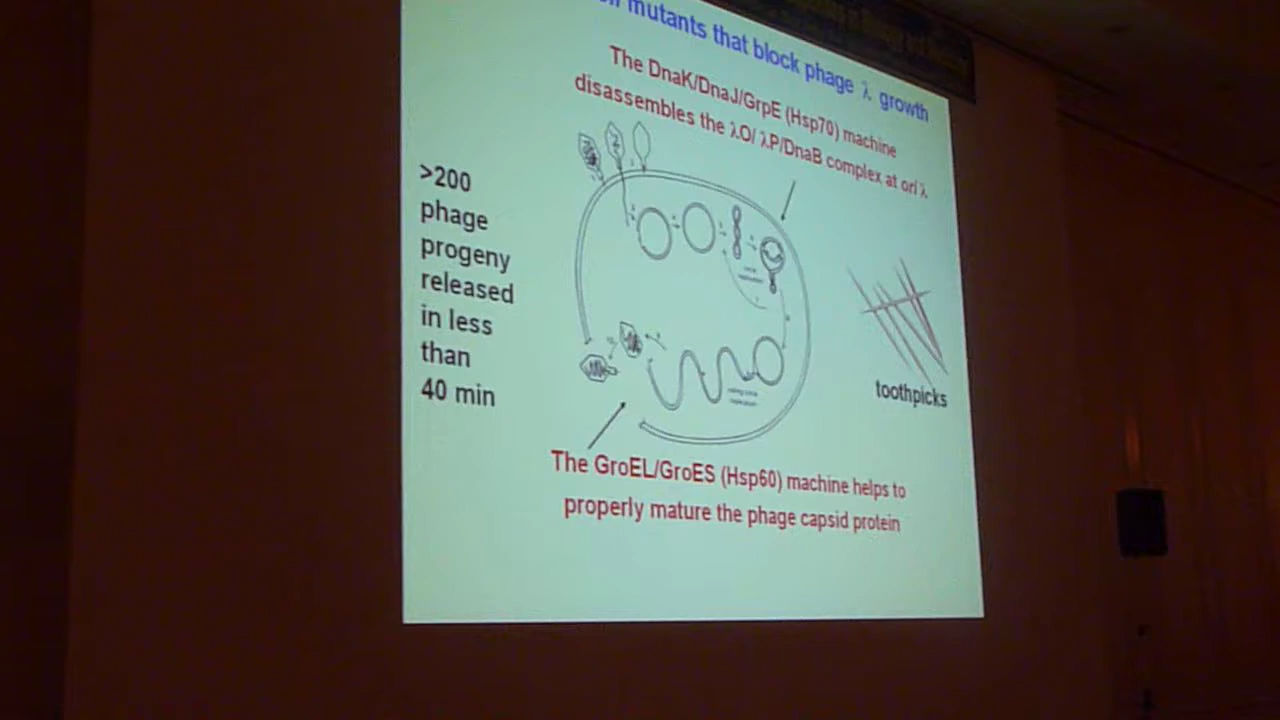 mutants that block phage λ growth
The DnaK/DnaJ/GrpE (Hsp70) machine
disassembles the λO/ λP/DnaB complex at ori λ
>200
phage
progeny
released
in less
than
40 min
toothpicks
The GroEL/GroES (Hsp60) machine helps to
properly mature the phage capsid protein